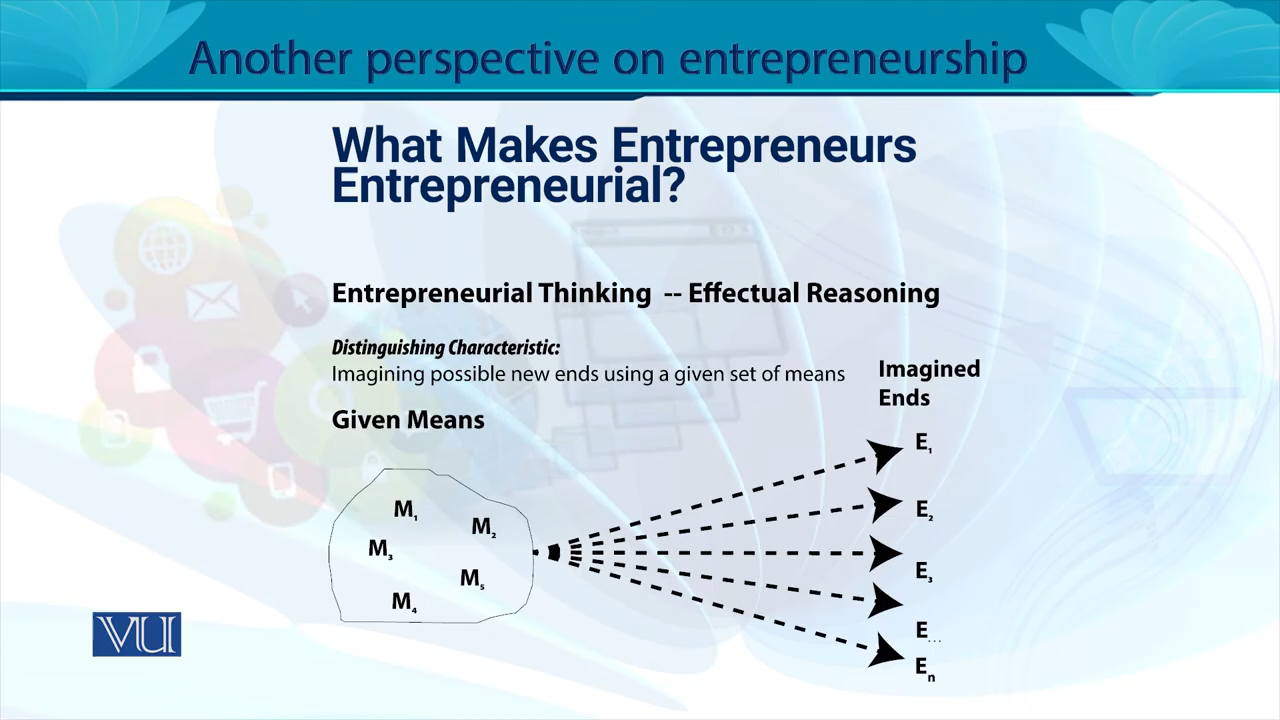 Another perspective on entrepreneurship
What Makes Entrepreneurs
Entrepreneurial?
Entrepreneurial Thinking -- Effectual Reasoning
Distinguishing Characteristic:
Imagining possible new ends using a given set of means
Imagined
Ends
Given Means
M₁
M₂
M₃
M₅
M₄
E₁
E₂
E₃
E...
Eₙ
VU